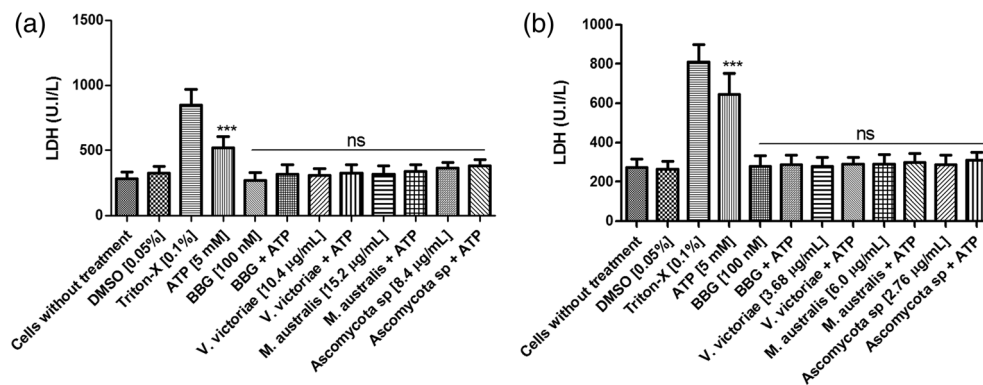 (a)
LDH (U.I/L)
1500
1000
500
0
***
ns
Cells without treatment
DMSO [0.05%]
Triton-X [0.1%]
ATP [5 mM]
BBG [100 nM]
BBG + ATP
V. victoriae [10.4 µg/mL]
V. victoriae + ATP
M. australis [15.2 µg/mL]
M. australis + ATP
Ascomycota sp [8.4 µg/mL]
Ascomycota sp + ATP
(b)
LDH (U.I/L)
1000
800
600
400
200
0
***
ns
Cells without treatment
DMSO [0.05%]
Triton-X [0.1%]
ATP [5 mM]
BBG [100 nM]
BBG + ATP
V. victoriae [3.68 µg/mL]
V. victoriae + ATP
M. australis [6.0 µg/mL]
M. australis + ATP
Ascomycota sp [2.76 µg/mL]
Ascomycota sp + ATP